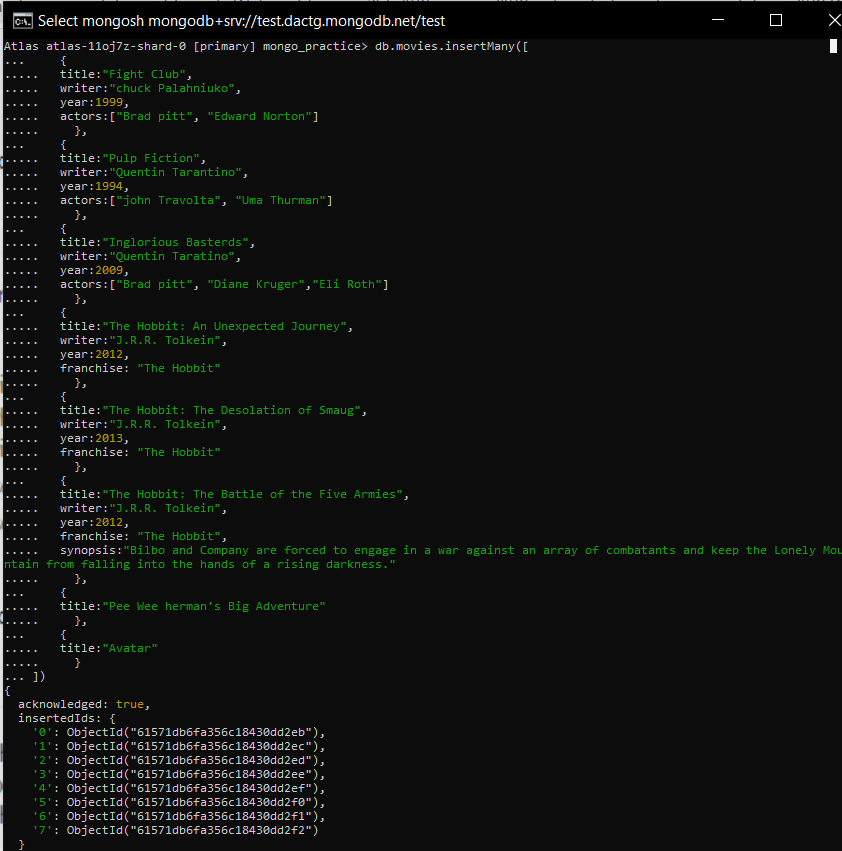 Select mongosh mongodb+srv://test.dactg.mongodb.net/test
Atlas atlas-11oj7z-shard-0 [primary] mongo_practice> db.movies.insertMany([
...     {
.....   title:"Fight Club",
.....   writer:"chuck Palahniuko",
.....   year:1999,
.....   actors:["Brad pitt", "Edward Norton"]
.....     },
...     {
.....   title:"Pulp Fiction",
.....   writer:"Quentin Tarantino",
.....   year:1994,
.....   actors:["john Travolta", "Uma Thurman"]
.....     },
...     {
.....   title:"Inglorious Basterds",
.....   writer:"Quentin Taratino",
.....   year:2009,
.....   actors:["Brad pitt", "Diane Kruger","Eli Roth"]
.....     },
...     {
.....   title:"The Hobbit: An Unexpected Journey",
.....   writer:"J.R.R. Tolkein",
.....   year:2012,
.....   franchise: "The Hobbit"
.....     },
...     {
.....   title:"The Hobbit: The Desolation of Smaug",
.....   writer:"J.R.R. Tolkein",
.....   year:2013,
.....   franchise: "The Hobbit"
.....     },
...     {
.....   title:"The Hobbit: The Battle of the Five Armies",
.....   writer:"J.R.R. Tolkein",
.....   year:2012,
.....   franchise: "The Hobbit",
.....   synopsis:"Bilbo and Company are forced to engage in a war against an array of combatants and keep the Lonely Mou
ntain from falling into the hands of a rising darkness."
.....     },
...     {
.....   title:"Pee Wee herman's Big Adventure"
.....     },
...     {
.....   title:"Avatar"
.....     }
... ])
{
  acknowledged: true,
  insertedIds: {
    '0': ObjectId("61571db6fa356c18430dd2eb"),
    '1': ObjectId("61571db6fa356c18430dd2ec"),
    '2': ObjectId("61571db6fa356c18430dd2ed"),
    '3': ObjectId("61571db6fa356c18430dd2ee"),
    '4': ObjectId("61571db6fa356c18430dd2ef"),
    '5': ObjectId("61571db6fa356c18430dd2f0"),
    '6': ObjectId("61571db6fa356c18430dd2f1"),
    '7': ObjectId("61571db6fa356c18430dd2f2")
  }